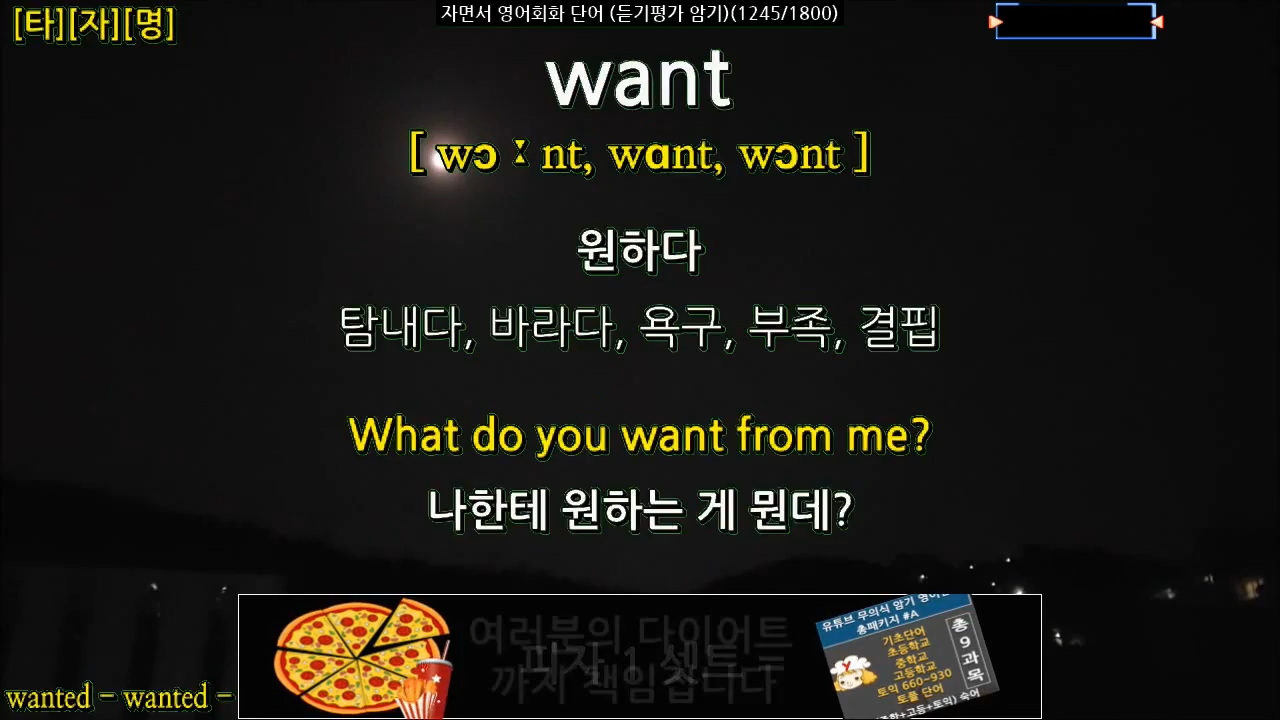 자면서 영어회화 단어 (듣기평가 암기)(1245/1800)
[타][자][명]
want
[ wɔːnt, wɑnt, wɔnt ]
원하다
탐내다, 바라다, 욕구, 부족, 결핍
What do you want from me?
나한테 원하는 게 뭔데?
여러분의 다이어트
피자 1 세트 =
까지 책임집니다
유튜브 무의식 암기 영어
총패키지 #A
기초단어
초등학교
중학교
고등학교
토익 660~930
토플 단어
+고등+토익) 숙어
총9과목
wanted - wanted -